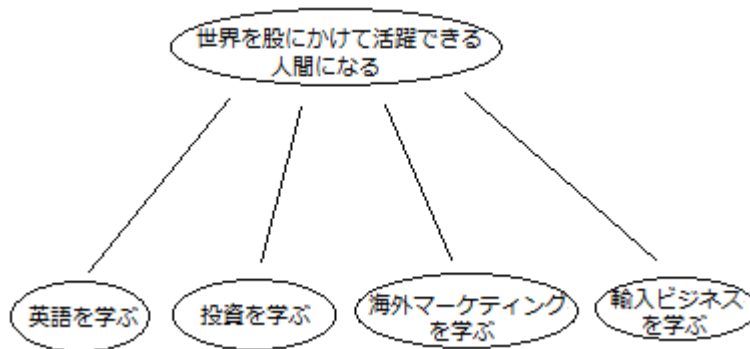 世界を股にかけて活躍できる
人間になる
英語を学ぶ
投資を学ぶ
海外マーケティング
を学ぶ
輸入ビジネス
を学ぶ